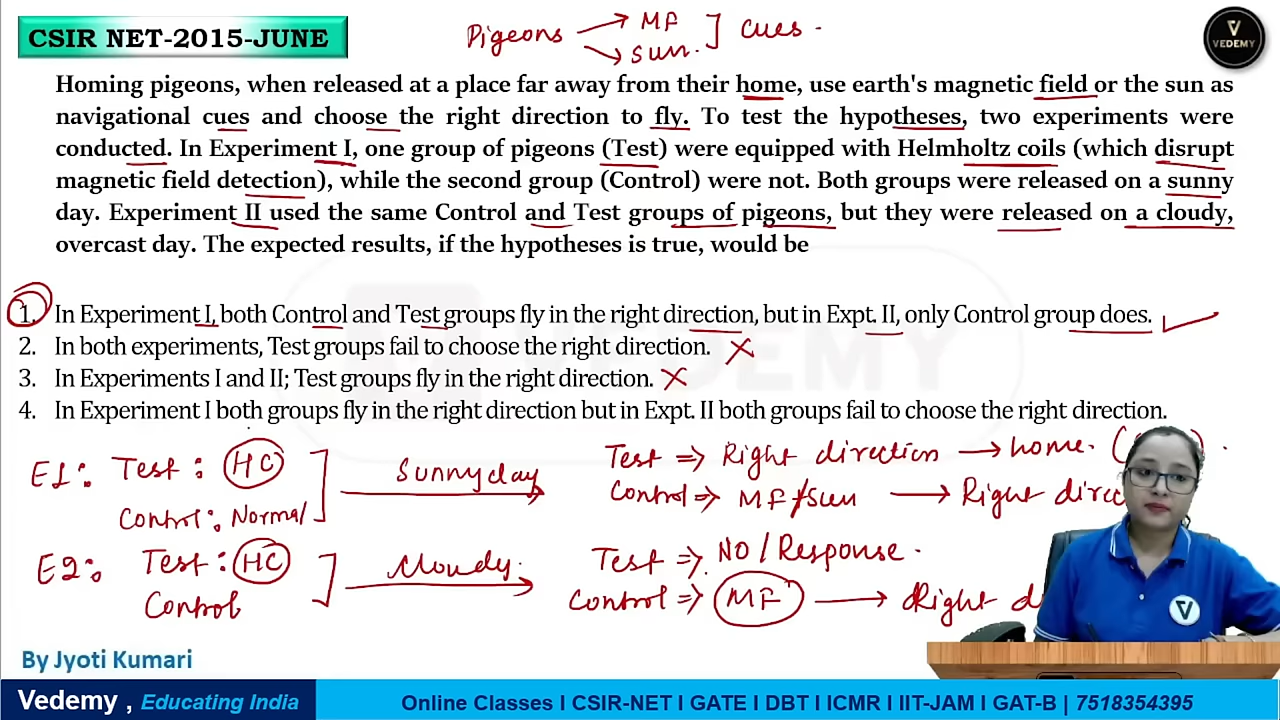 CSIR NET-2015-JUNE
Pigeons MF
Sun. ] cues.
VEDEMY
Homing pigeons, when released at a place far away from their home, use earth's magnetic field or the sun as
navigational cues and choose the right direction to fly. To test the hypotheses, two experiments were
conducted. In Experiment I, one group of pigeons (Test) were equipped with Helmholtz coils (which disrupt
magnetic field detection), while the second group (Control) were not. Both groups were released on a sunny
day. Experiment II used the same Control and Test groups of pigeons, but they were released on a cloudy,
overcast day. The expected results, if the hypotheses is true, would be
1. In Experiment I, both Control and Test groups fly in the right direction, but in Expt. II, only Control group does.
2. In both experiments, Test groups fail to choose the right direction.
3. In Experiments I and II; Test groups fly in the right direction.
4. In Experiment I both groups fly in the right direction but in Expt. II both groups fail to choose the right direction.
E1: Test: HC
Control: Normal
Sunny day
Test ⇒ Right direction → home.
Control ⇒ MF/Sun → Right direc
E2: Test: HC
Control
Cloudy.
Test ⇒ NO/Response.
Control ⇒ MF → Right d
By Jyoti Kumari
Vedemy , Educating India
Online Classes I CSIR-NET I GATE I DBT I ICMR I IIT-JAM I GAT-B | 7518354395